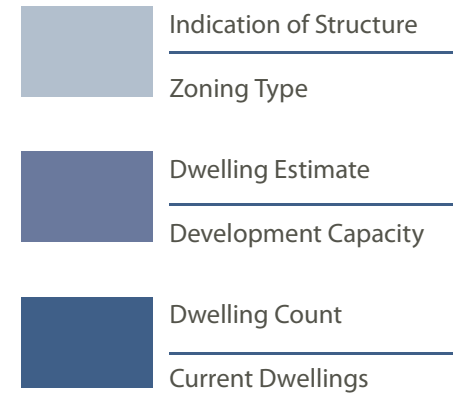 Indication of Structure
Zoning Type
Dwelling Estimate
Development Capacity
Dwelling Count
Current Dwellings